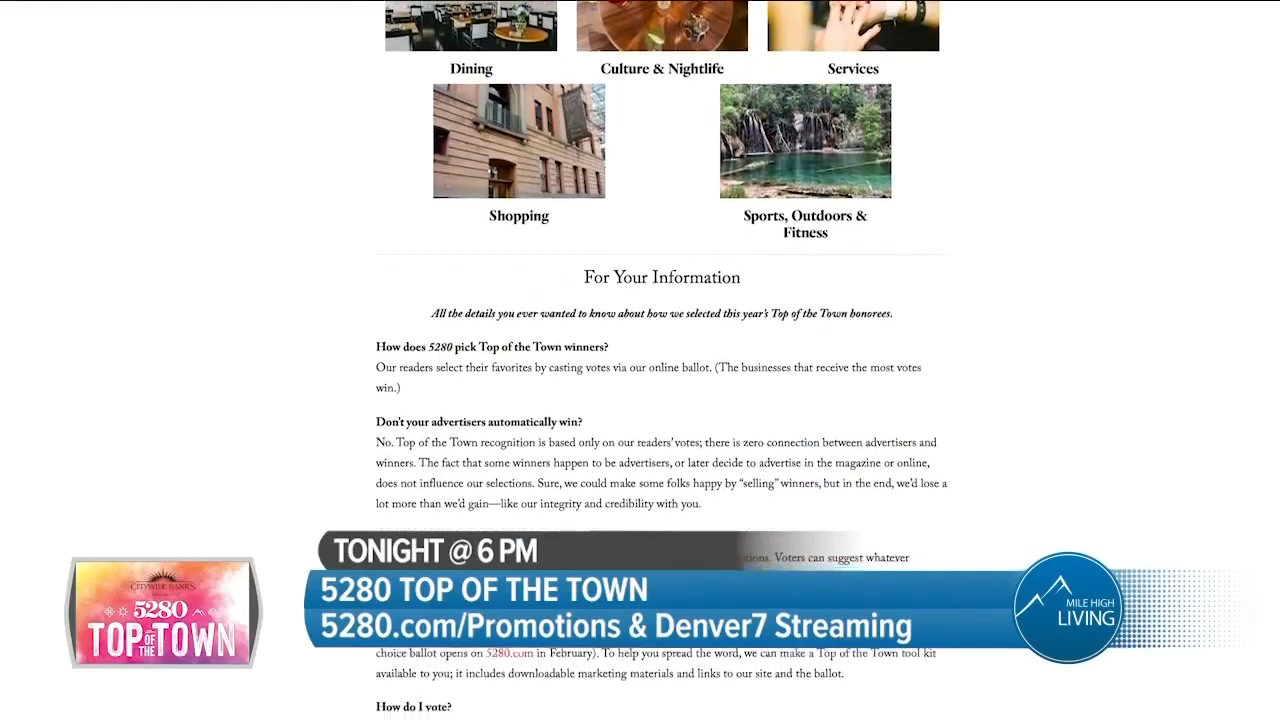 Dining
Culture & Nightlife
Services
Shopping
Sports, Outdoors &
Fitness
For Your Information
All the details you ever wanted to know about how we selected this year's Top of the Town honorees.
How does 5280 pick Top of the Town winners?
Our readers select their favorites by casting votes via our online ballot. (The businesses that receive the most votes
win.)
Don't your advertisers automatically win?
No. Top of the Town recognition is based only on our readers' votes; there is zero connection between advertisers and
winners. The fact that some winners happen to be advertisers, or later decide to advertise in the magazine or online,
does not influence our selections. Sure, we could make some folks happy by “selling” winners, but in the end, we'd lose a
lot more than we'd gain—like our integrity and credibility with you.
TONIGHT @ 6 PM
Voters can suggest whatever
5280 TOP OF THE TOWN
5280.com/Promotions & Denver7 Streaming
MILE HIGH
LIVING
CITYWIDE BANKS
5280
TOP OF THE TOWN
choice ballot opens on 5280.com in February). To help you spread the word, we can make a Top of the Town tool kit
available to you; it includes downloadable marketing materials and links to our site and the ballot.
How do I vote?